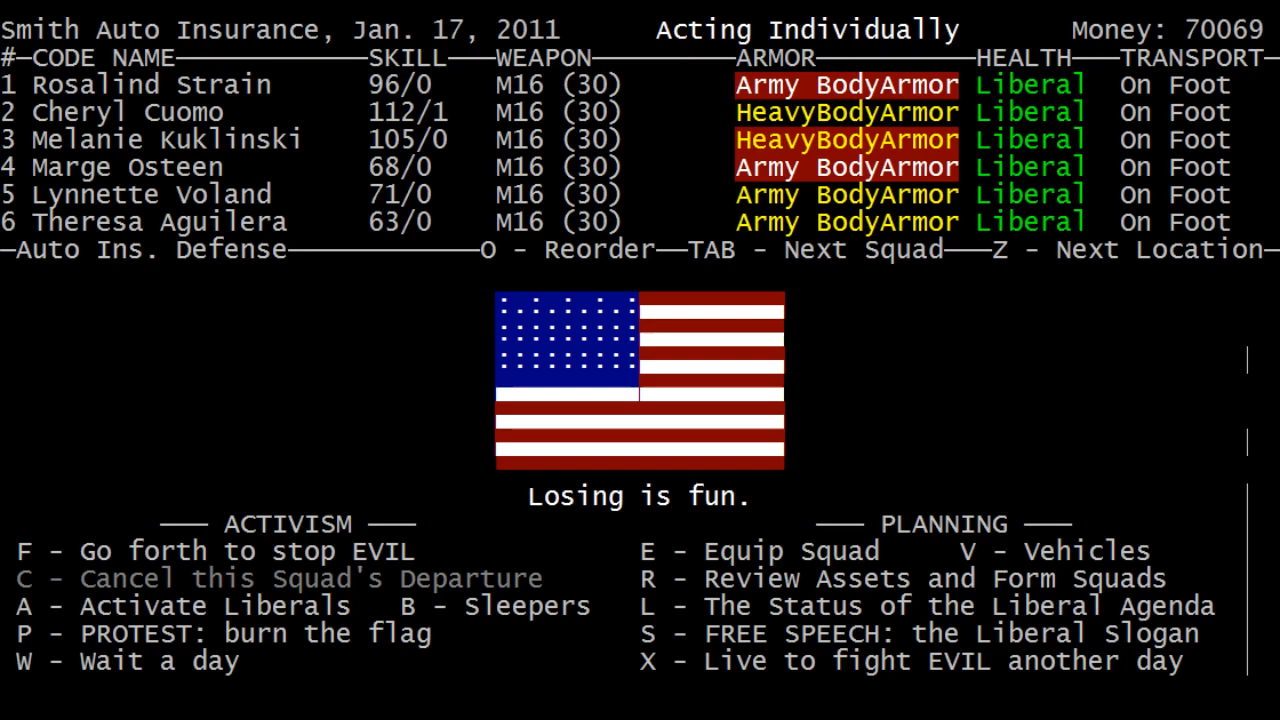 Smith Auto Insurance, Jan. 17, 2011 Acting Individually Money: 70069
#—CODE NAME SKILL WEAPON ARMOR HEALTH TRANSPORT
1 Rosalind Strain 96/0 M16 (30) Army BodyArmor Liberal On Foot
2 Cheryl Cuomo 112/1 M16 (30) HeavyBodyArmor Liberal On Foot
3 Melanie Kuklinski 105/0 M16 (30) HeavyBodyArmor Liberal On Foot
4 Marge Osteen 68/0 M16 (30) Army BodyArmor Liberal On Foot
5 Lynnette Voland 71/0 M16 (30) Army BodyArmor Liberal On Foot
6 Theresa Aguilera 63/0 M16 (30) Army BodyArmor Liberal On Foot
Auto Ins. Defense O - Reorder TAB - Next Squad Z - Next Location
Losing is fun.
ACTIVISM PLANNING
F - Go forth to stop EVIL E - Equip Squad V - Vehicles
C - Cancel this Squad's Departure R - Review Assets and Form Squads
A - Activate Liberals B - Sleepers L - The Status of the Liberal Agenda
P - PROTEST: burn the flag S - FREE SPEECH: the Liberal Slogan
W - Wait a day X - Live to fight EVIL another day